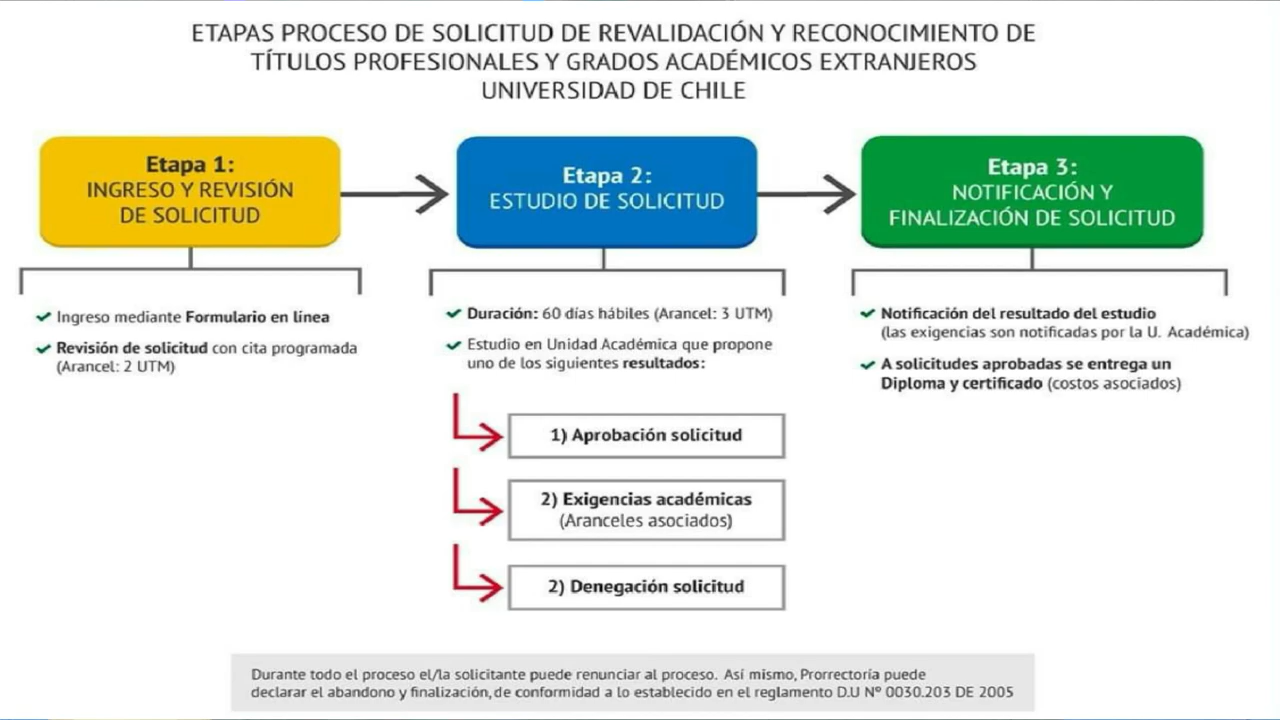 ETAPAS PROCESO DE SOLICITUD DE REVALIDACIÓN Y RECONOCIMIENTO DE
TÍTULOS PROFESIONALES Y GRADOS ACADÉMICOS EXTRANJEROS
UNIVERSIDAD DE CHILE
Etapa 1:
INGRESO Y REVISIÓN
DE SOLICITUD
Ingreso mediante Formulario en línea
Revisión de solicitud con cita programada
(Arancel: 2 UTM)
Etapa 2:
ESTUDIO DE SOLICITUD
Duración: 60 días hábiles (Arancel: 3 UTM)
Estudio en Unidad Académica que propone
uno de los siguientes resultados:
1) Aprobación solicitud
2) Exigencias académicas
(Aranceles asociados)
2) Denegación solicitud
Etapa 3:
NOTIFICACIÓN Y
FINALIZACIÓN DE SOLICITUD
Notificación del resultado del estudio
(las exigencias son notificadas por la U. Académica)
A solicitudes aprobadas se entrega un
Diploma y certificado (costos asociados)
Durante todo el proceso el/la solicitante puede renunciar al proceso. Así mismo, Prorrectoría puede
declarar el abandono y finalización, de conformidad a lo establecido en el reglamento D.U Nº 0030.203 DE 2005